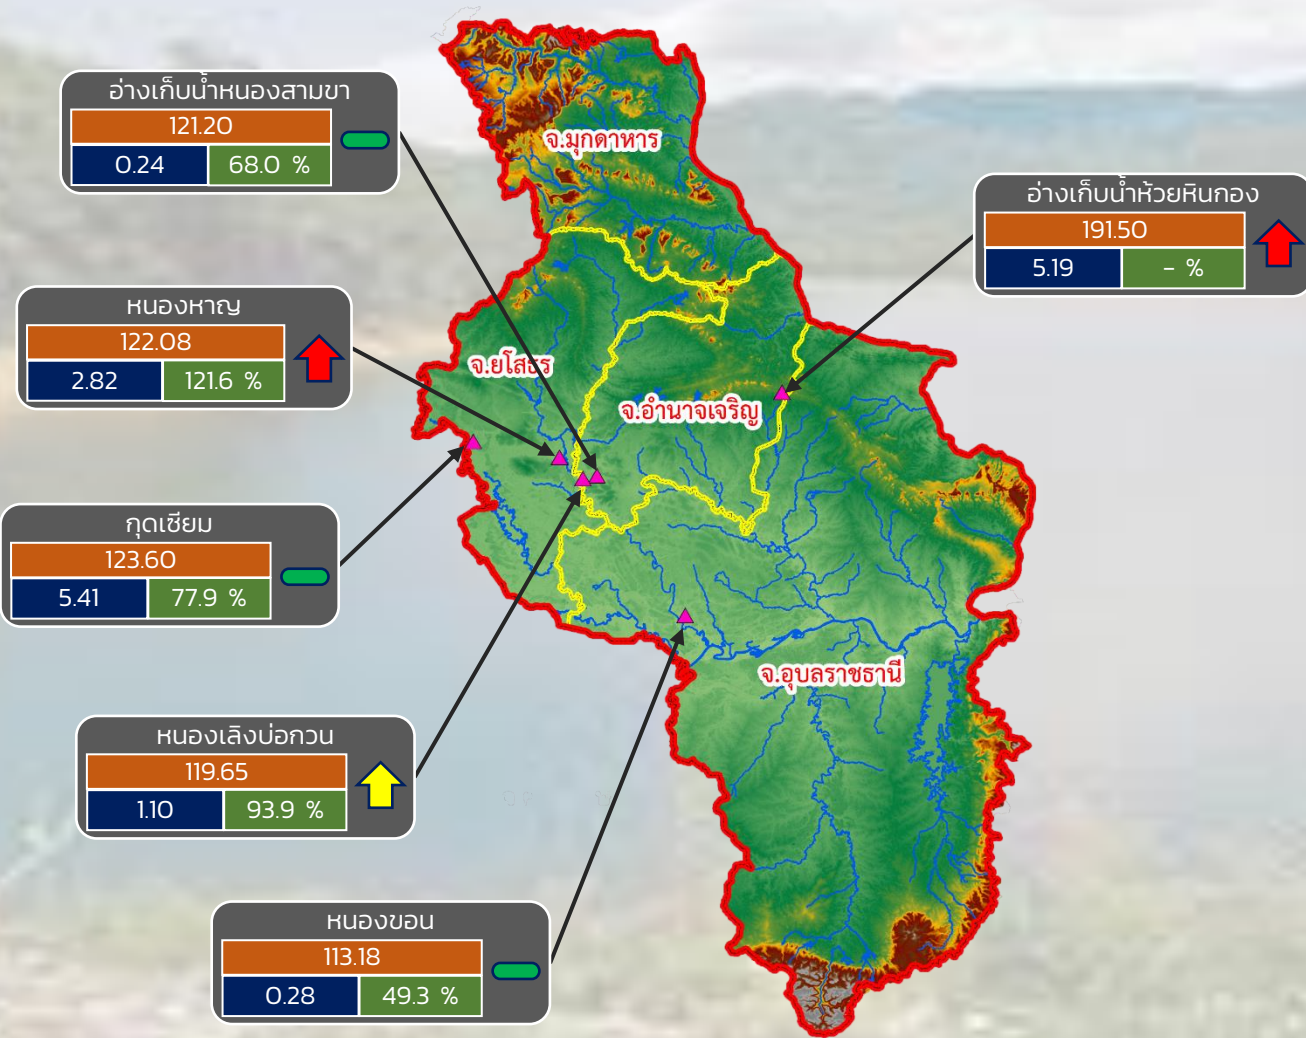 อ่างเก็บน้ำหนองสามขา
121.20
0.24 68.0 %
จ.มุกดาหาร
อ่างเก็บน้ำห้วยหินกอง
191.50
5.19 - %
หนองหาญ
122.08
2.82 121.6 %
จ.ยโสธร
จ.อำนาจเจริญ
กุดเซียม
123.60
5.41 77.9 %
จ.อุบลราชธานี
หนองเลิงบ่อกวน
119.65
1.10 93.9 %
หนองขอน
113.18
0.28 49.3 %